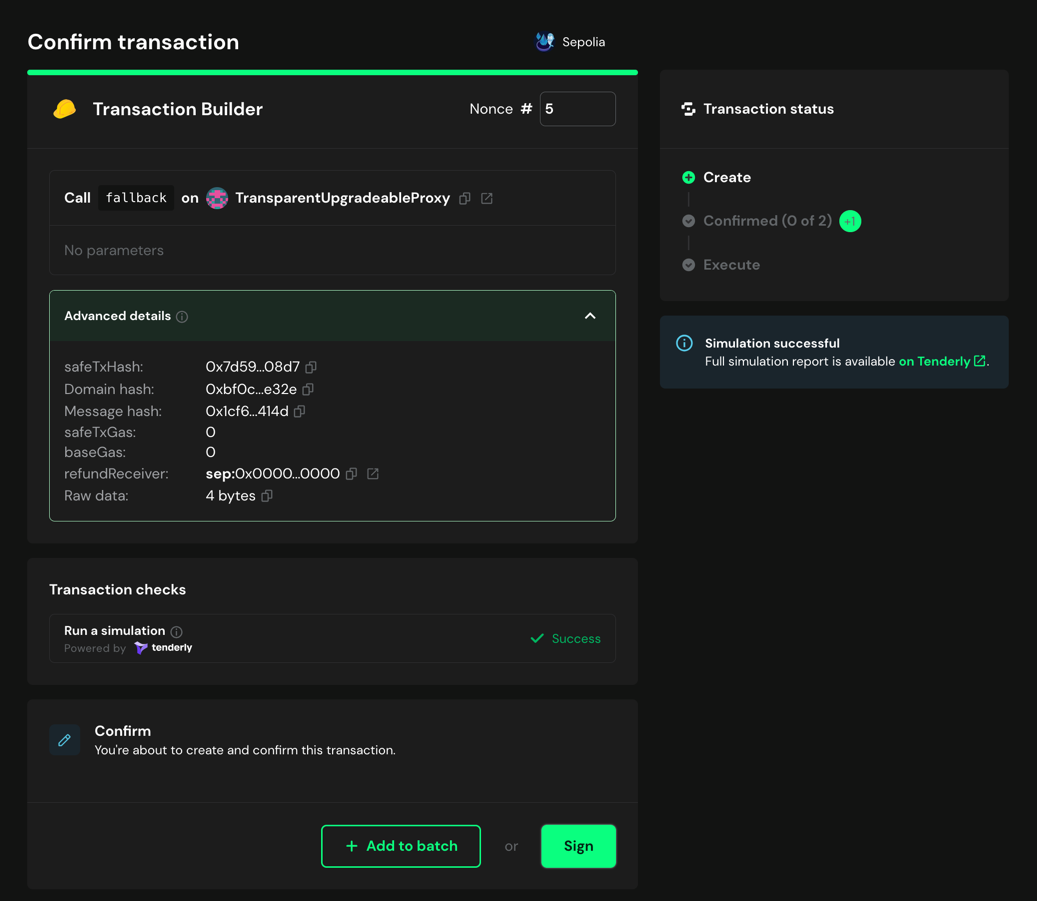 Confirm transaction
Sepolia
Transaction Builder
Nonce # 5
Call fallback on TransparentUpgradeableProxy
No parameters
Advanced details
safeTxHash: 0x7d59...08d7
Domain hash: 0xbf0c...e32e
Message hash: 0x1cf6...414d
safeTxGas: 0
baseGas: 0
refundReceiver: sep:0x0000...0000
Raw data: 4 bytes
Transaction checks
Run a simulation
Powered by tenderly
Success
Confirm
You're about to create and confirm this transaction.
+ Add to batch
or
Sign
Transaction status
Create
Confirmed (0 of 2) +1
Execute
Simulation successful
Full simulation report is available on Tenderly.